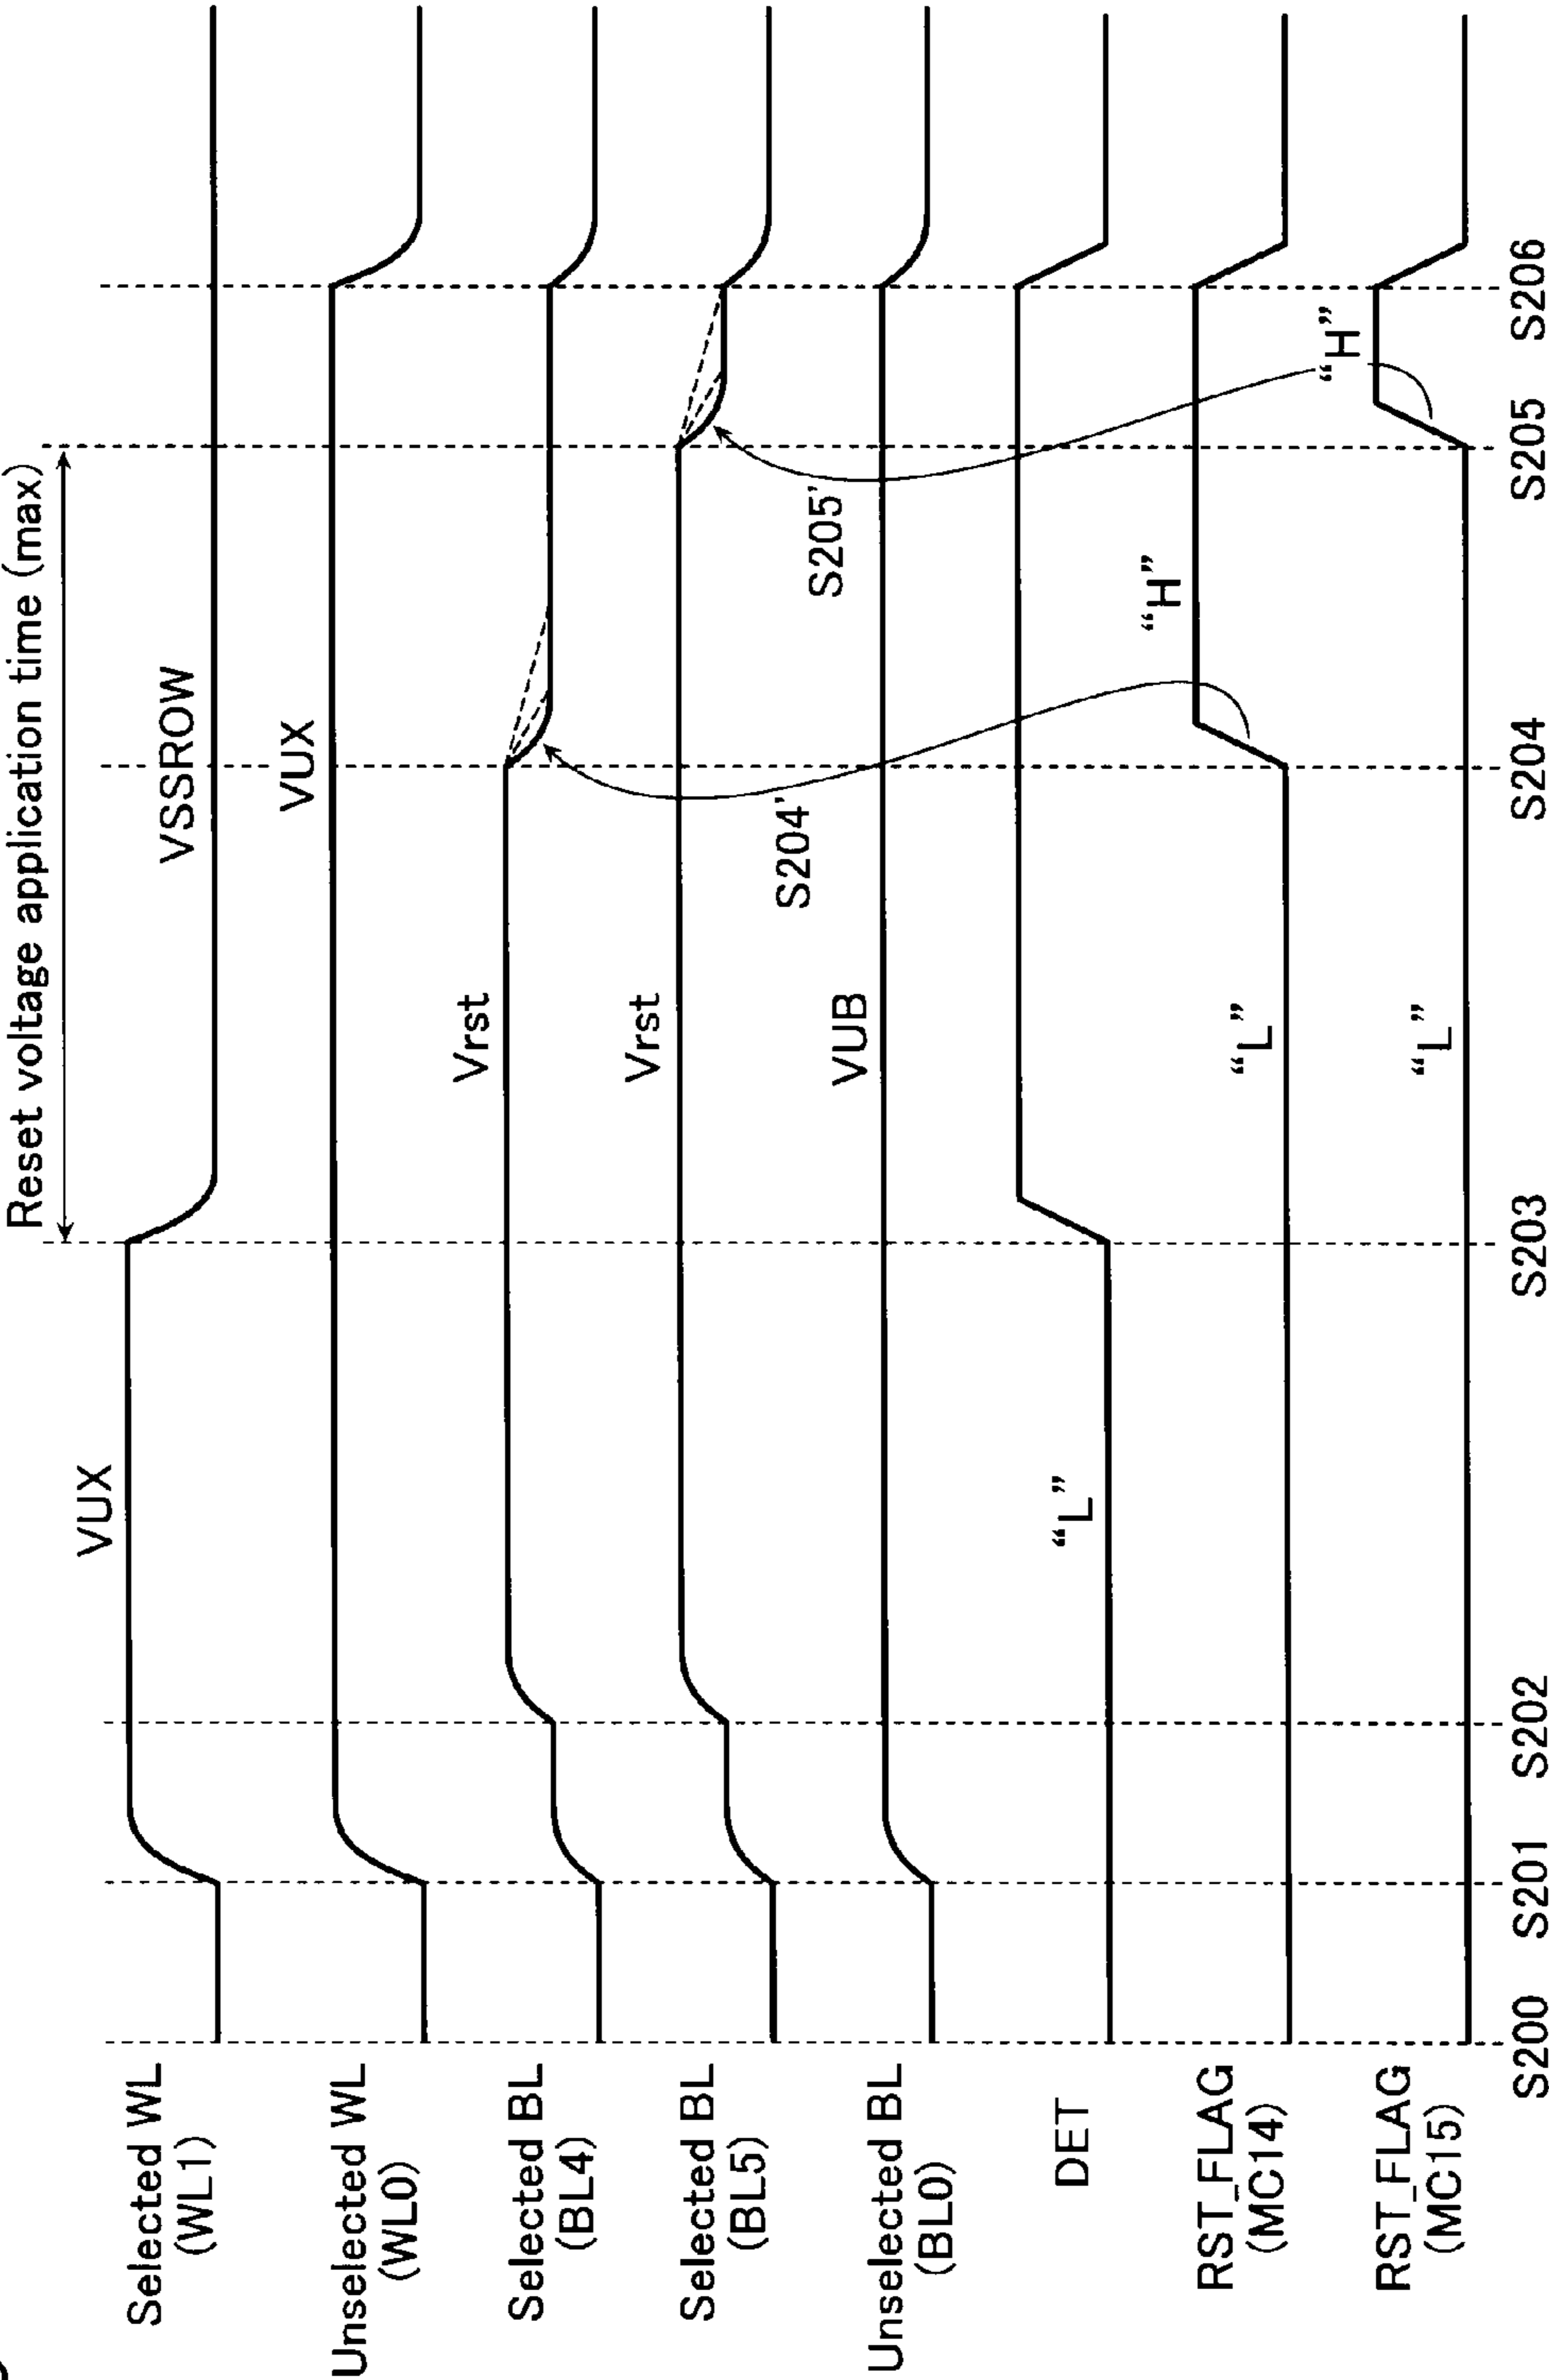 Reset voltage application time (max)
Selected WL
(WL1)
VUX
VSSROW
Unselected WL
(WL0)
VUX
Selected BL
(BL4)
Vrst
Selected BL
(BL5)
Vrst
S204'
S205'
Unselected BL
(BL0)
VUB
DET
“L”
RST_FLAG
(MC14)
“L”
“H”
RST_FLAG
(MC15)
“L”
“H”
S200 S201 S202 S203 S204 S205 S206